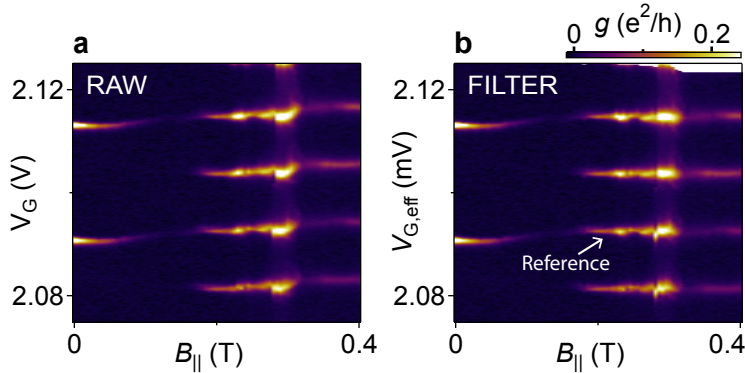 a
b
g (e²/h)
0
0.2
RAW
FILTER
2.12
2.08
V_G (V)
0
0.4
B_|| (T)
2.12
2.08
V_G,eff (mV)
Reference
0
0.4
B_|| (T)